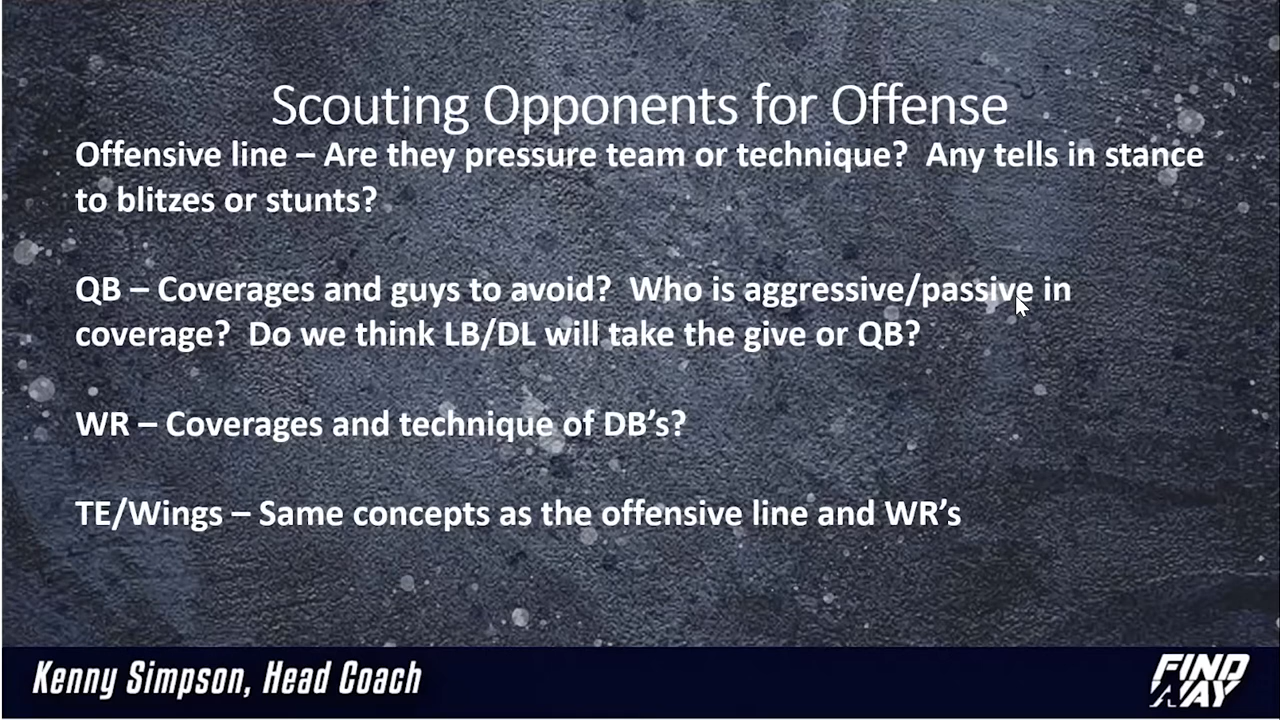 Scouting Opponents for Offense
Offensive line – Are they pressure team or technique?  Any tells in stance
to blitzes or stunts?
QB – Coverages and guys to avoid?  Who is aggressive/passive in
coverage?  Do we think LB/DL will take the give or QB?
WR – Coverages and technique of DB’s?
TE/Wings – Same concepts as the offensive line and WR’s
Kenny Simpson, Head Coach
FIND
A WAY